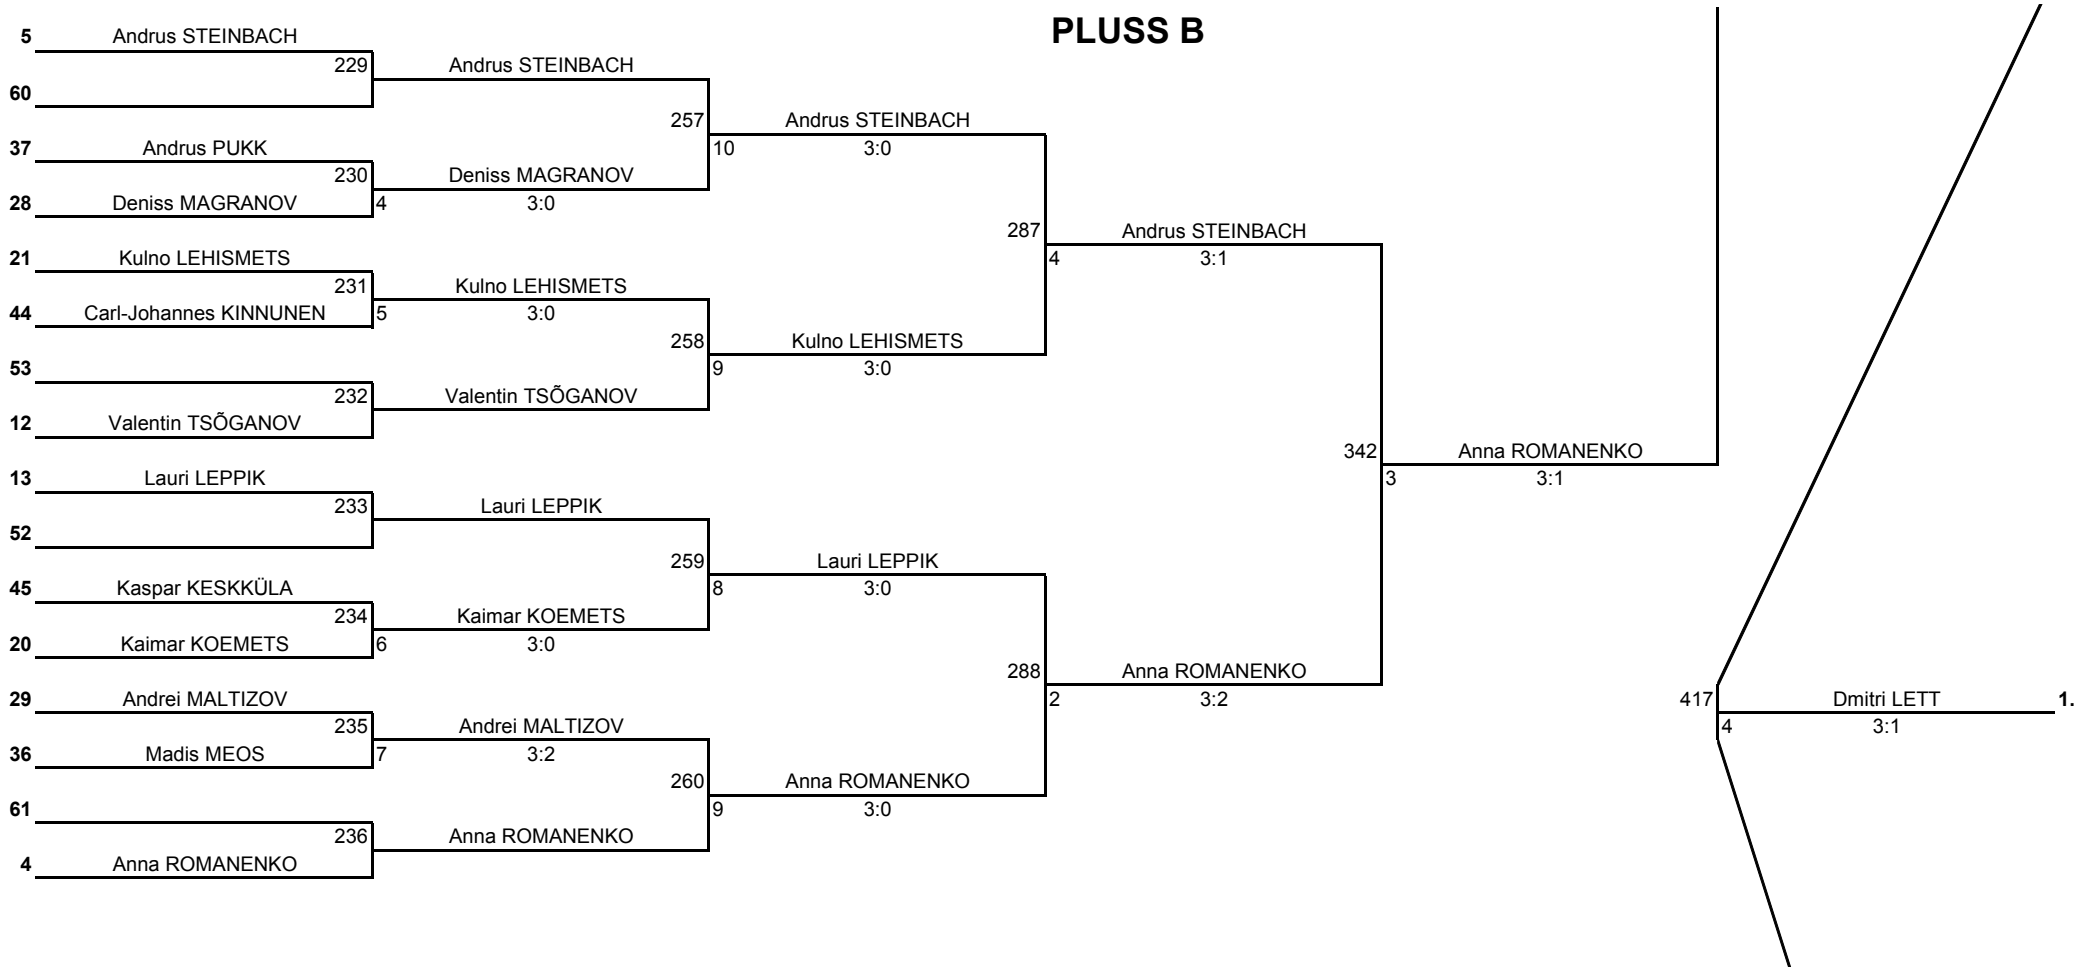 PLUSS B
5 Andrus STEINBACH
229 Andrus STEINBACH
60
257 Andrus STEINBACH
37 Andrus PUKK
10 3:0
230 Deniss MAGRANOV
28 Deniss MAGRANOV 4 3:0
287 Andrus STEINBACH
21 Kulno LEHISMETS
4 3:1
231 Kulno LEHISMETS
44 Carl-Johannes KINNUNEN 5 3:0
258 Kulno LEHISMETS
53
9 3:0
232 Valentin TSÕGANOV
12 Valentin TSÕGANOV
342 Anna ROMANENKO
13 Lauri LEPPIK
3 3:1
233 Lauri LEPPIK
52
259 Lauri LEPPIK
45 Kaspar KESKKÜLA
8 3:0
234 Kaimar KOEMETS
20 Kaimar KOEMETS 6 3:0
288 Anna ROMANENKO
29 Andrei MALTIZOV
2 3:2
417 Dmitri LETT 1.
4 3:1
235 Andrei MALTIZOV
36 Madis MEOS 7 3:2
260 Anna ROMANENKO
61
9 3:0
236 Anna ROMANENKO
4 Anna ROMANENKO